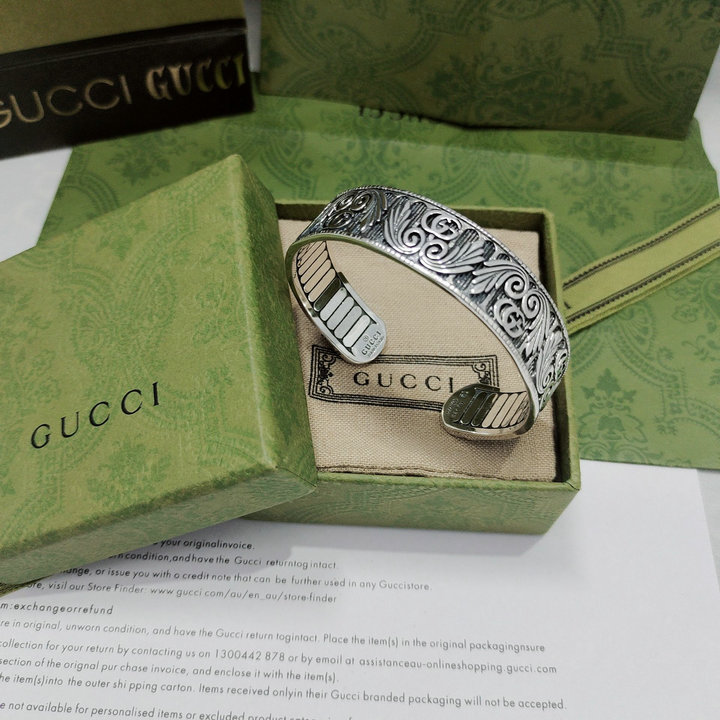 GUCCI GUCCI
GUCCI
GUCCI
GUCCI
your originalinvoice.
condition,andhave the Gucci returntog intact.
or issue you with a credit note that can be further used in any Guccistore.
visit our Store Finder: www.gucci.com/au/en_au/store-finder
m:exchangeorrefund
re in original, unworn condition, and have the Gucci return togintact. Place the item(s) in the original packagingnsure
collection for your return by contacting us on 1300442 878 or by email at assistanceau-onlineshopping.gucci.com
section of the orignal pur chase invoice, and enclose it with the item(s).
he item(s)into the outer shi pping carton. Items received onlyin their Gucci branded packaging will not be accepted.
e not available for personalised items or excluded product